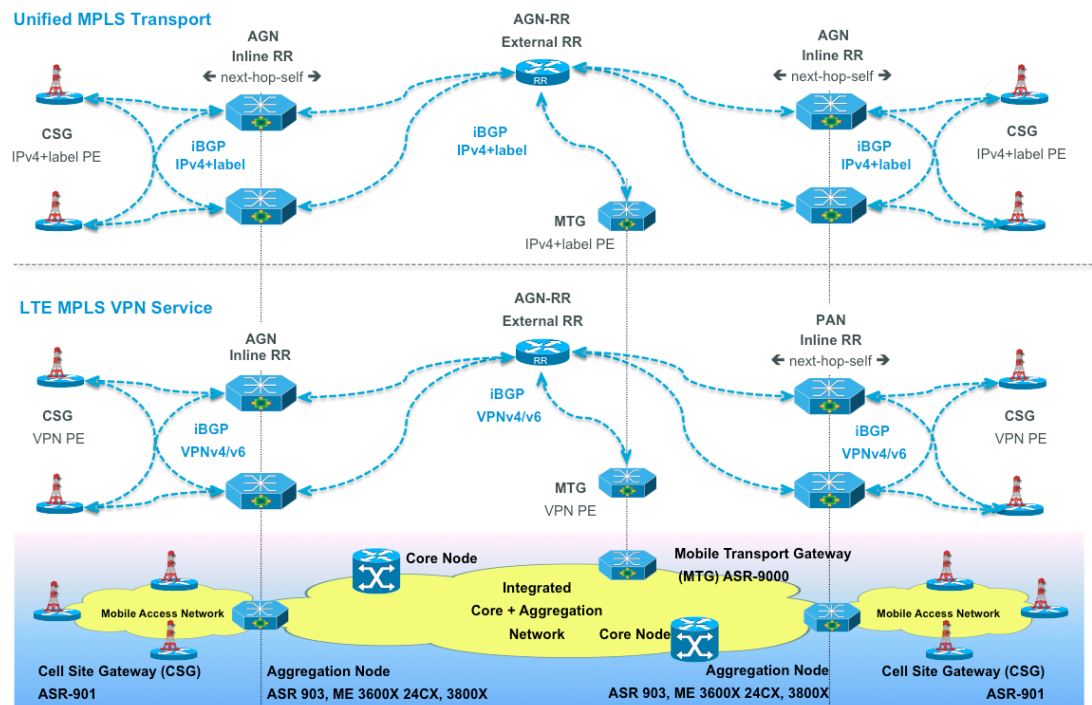 Unified MPLS Transport
AGN-RR
External RR
AGN
Inline RR
🡨 next-hop-self 🡪
AGN
Inline RR
🡨 next-hop-self 🡪
RR
CSG
IPv4+label PE
iBGP
IPv4+label
iBGP
IPv4+label
iBGP
IPv4+label
CSG
IPv4+label PE
MTG
IPv4+label PE
LTE MPLS VPN Service
AGN-RR
External RR
AGN
Inline RR
PAN
Inline RR
🡨 next-hop-self 🡪
RR
CSG
VPN PE
iBGP
VPNv4/v6
iBGP
VPNv4/v6
iBGP
VPNv4/v6
CSG
VPN PE
MTG
VPN PE
Core Node
Mobile Transport Gateway
(MTG) ASR-9000
Integrated
Core + Aggregation
Network
Mobile Access Network
Mobile Access Network
Core Node
Cell Site Gateway (CSG)
ASR-901
Aggregation Node
ASR 903, ME 3600X 24CX, 3800X
Aggregation Node
ASR 903, ME 3600X 24CX, 3800X
Cell Site Gateway (CSG)
ASR-901